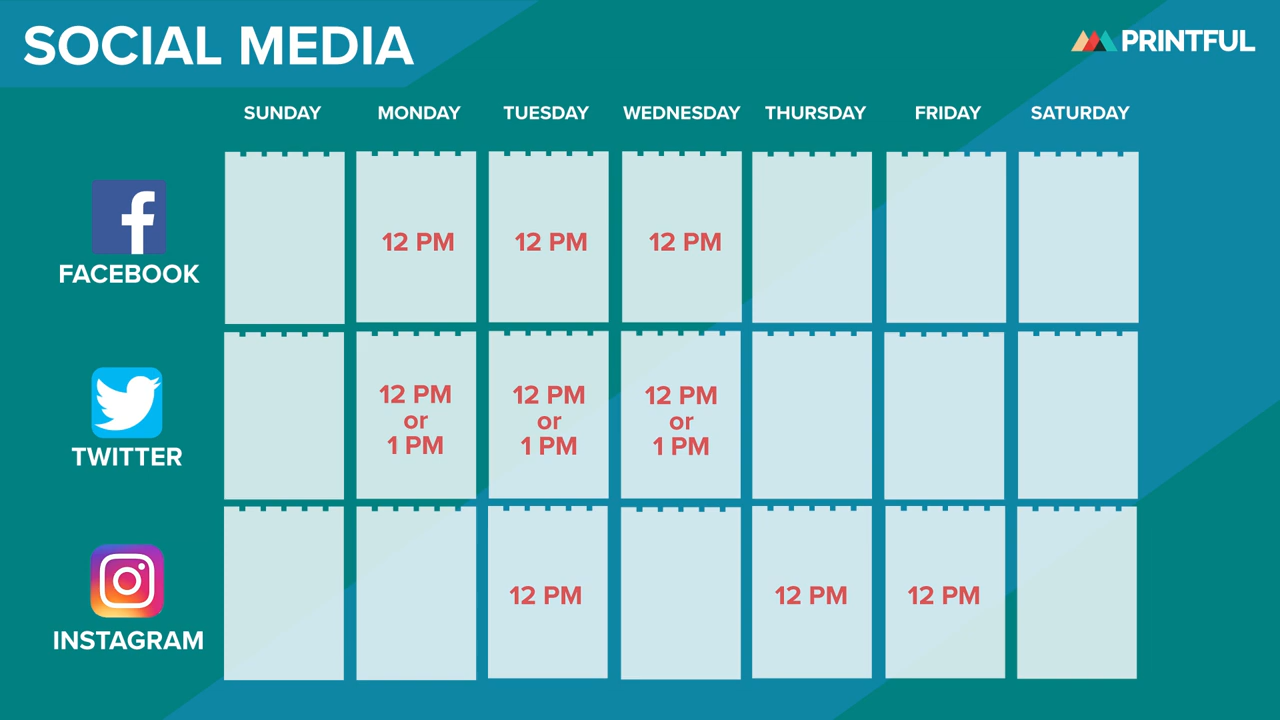 SOCIAL MEDIA
PRINTFUL
SUNDAY MONDAY TUESDAY WEDNESDAY THURSDAY FRIDAY SATURDAY
FACEBOOK
12 PM 12 PM 12 PM
TWITTER
12 PM or 1 PM
12 PM or 1 PM
12 PM or 1 PM
INSTAGRAM
12 PM 12 PM 12 PM